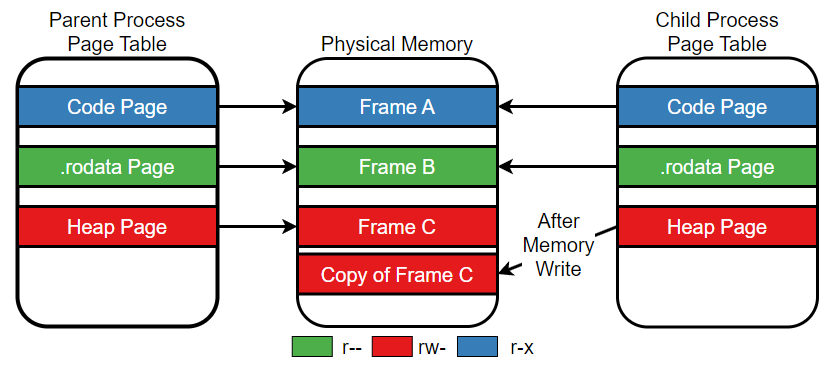 Parent Process
Page Table
Physical Memory
Child Process
Page Table
Code Page
Frame A
Code Page
.rodata Page
Frame B
.rodata Page
Heap Page
Frame C
After
Memory
Write
Heap Page
Copy of Frame C
r--
rw-
r-x